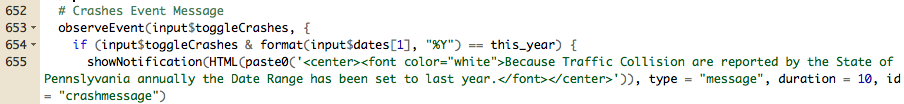 652 # Crashes Event Message
653 observeEvent(input$toggleCrashes, {
654 if (input$toggleCrashes & format(input$dates[1], "%Y") == this_year) {
655 showNotification(HTML(paste0('<center><font color="white">Because Traffic Collision are reported by the State of
Pennslyvania annually the Date Range has been set to last year.</font></center>')), type = "message", duration = 10, id
= "crashmessage")